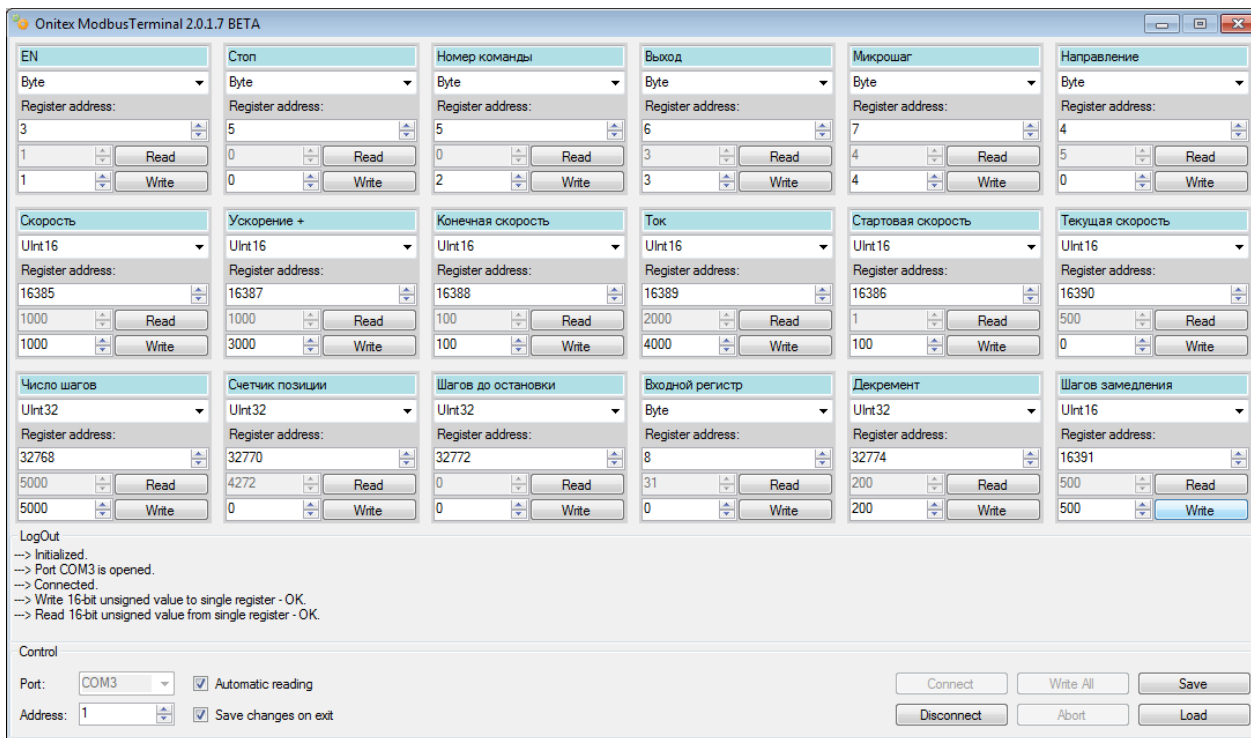 Onitex ModbusTerminal 2.0.1.7 BETA
EN Стоп Номер команды Выход Микрошаг Направление
Byte Byte Byte Byte Byte Byte
Register address: Register address: Register address: Register address: Register address: Register address:
3 5 5 6 7 4
1 Read 0 Read 0 Read 3 Read 4 Read 5 Read
1 Write 0 Write 2 Write 3 Write 4 Write 0 Write
Скорость Ускорение + Конечная скорость Ток Стартовая скорость Текущая скорость
UInt16 UInt16 UInt16 UInt16 UInt16 UInt16
Register address: Register address: Register address: Register address: Register address: Register address:
16385 16387 16388 16389 16386 16390
1000 Read 1000 Read 100 Read 2000 Read 1 Read 500 Read
1000 Write 3000 Write 100 Write 4000 Write 100 Write 0 Write
Число шагов Счетчик позиции Шагов до остановки Входной регистр Декремент Шагов замедления
UInt32 UInt32 UInt32 Byte UInt32 UInt16
Register address: Register address: Register address: Register address: Register address: Register address:
32768 32770 32772 8 32774 16391
5000 Read 4272 Read 0 Read 31 Read 200 Read 500 Read
5000 Write 0 Write 0 Write 0 Write 200 Write 500 Write
LogOut
---> Initialized.
---> Port COM3 is opened.
---> Connected.
---> Write 16-bit unsigned value to single register - OK.
---> Read 16-bit unsigned value from single register - OK.
Control
Port: COM3 Automatic reading Connect Write All Save
Address: 1 Save changes on exit Disconnect Abort Load